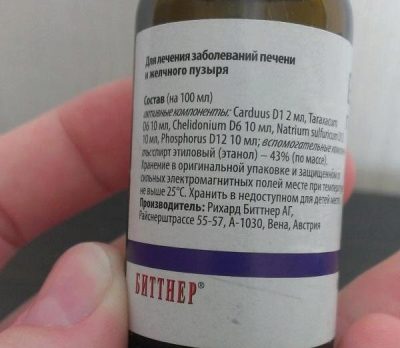 Для лечения заболеваний печени
и желчного пузыря
Состав (на 100 мл)
активные компоненты: Carduus D1 2 мл, Taraxacum
D6 10 мл, Chelidonium D6 10 мл, Natrium sulfuricum
10 мл, Phosphorus D12 10 мл; вспомогательные
спирт этиловый (этанол) – 43% (по массе).
Хранение в оригинальной упаковке и защищенном
сильных электромагнитных полей месте при температуре
не выше 25°C. Хранить в недоступном для детей месте.
Производитель: Рихард Биттнер АГ,
Райснерштрассе 55-57, А-1030, Вена, Австрия
БИТТНЕР®